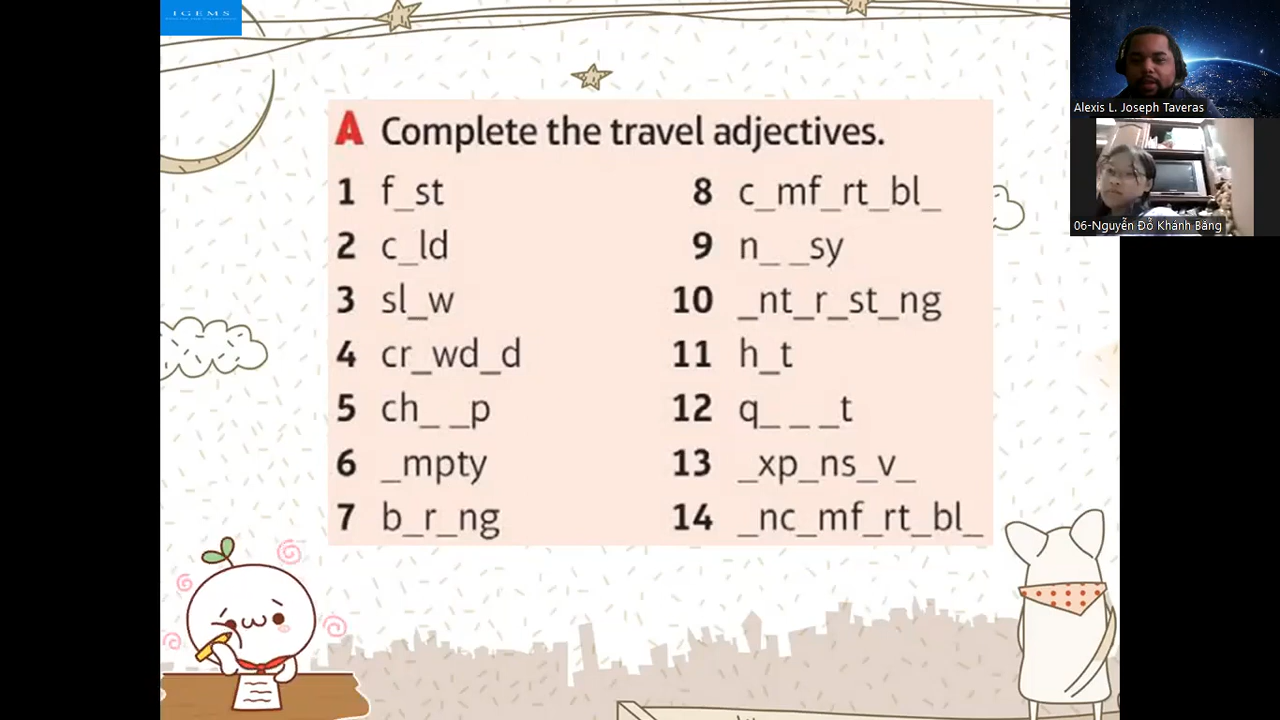 IGEMS
A Complete the travel adjectives.
1 f_st
2 c_ld
3 sl_w
4 cr_wd_d
5 ch_ _p
6 _mpty
7 b_r_ng
8 c_mf_rt_bl_
9 n_ _sy
10 _nt_r_st_ng
11 h_t
12 q_ _ _t
13 _xp_ns_v_
14 _nc_mf_rt_bl_
Alexis L. Joseph Taveras
06-Nguyễn Đỗ Khánh Băng